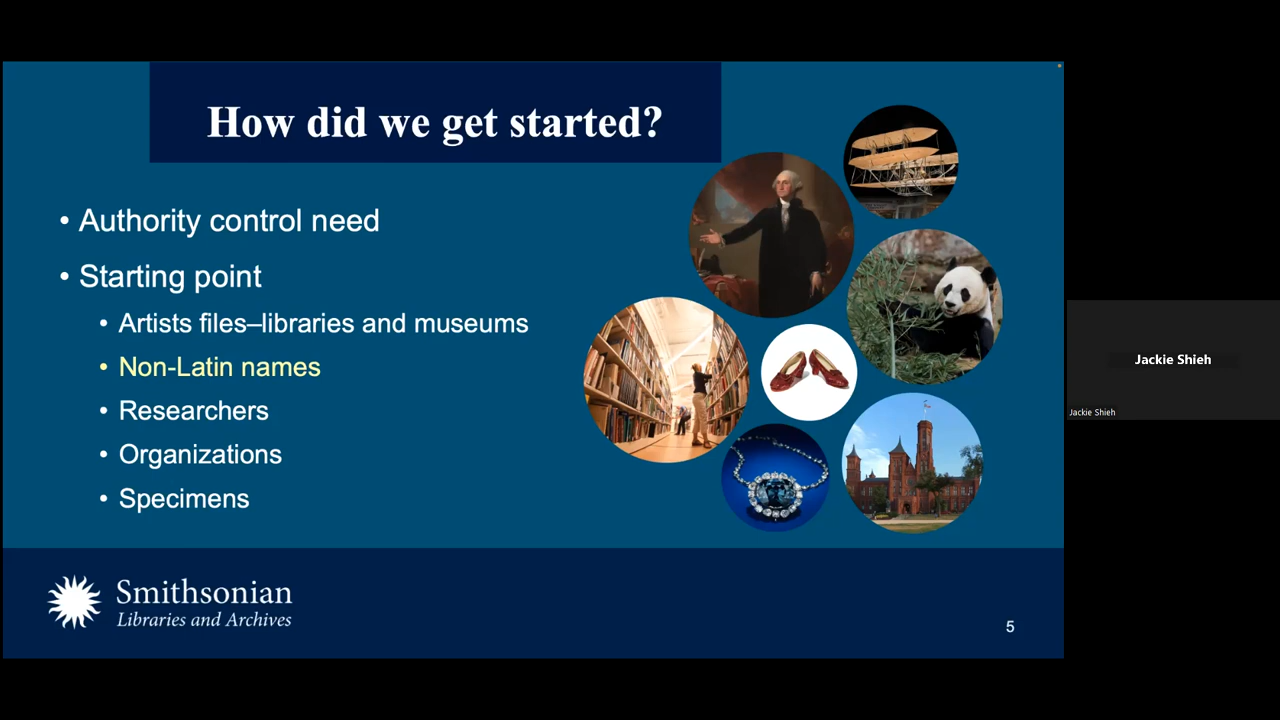 How did we get started?
• Authority control need
• Starting point
• Artists files–libraries and museums
• Non-Latin names
• Researchers
• Organizations
• Specimens
Smithsonian
Libraries and Archives
5
Jackie Shieh
Jackie Shieh